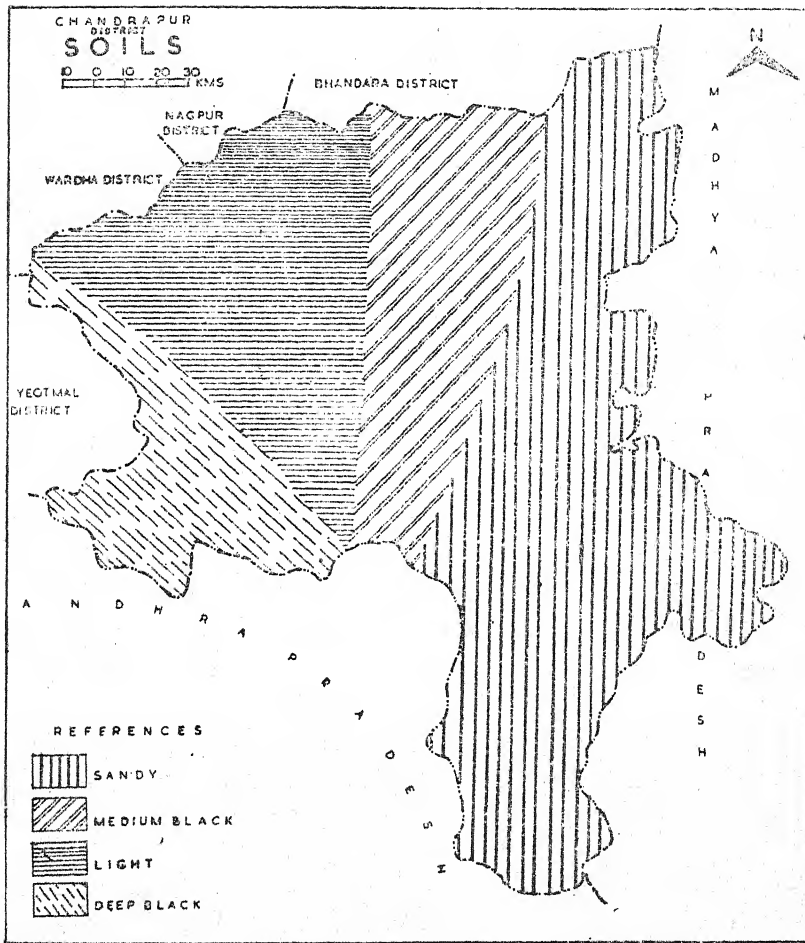 CHANDRAPUR
DISTRICT
SOILS
10 0 10 20 30
KMS
N
BHANDARA DISTRICT
NAGPUR
DISTRICT
WARDHA DISTRICT
YEOTMAL
DISTRICT
MADHYA
PRADESH
ANDHRA PRADESH
REFERENCES
SANDY
MEDIUM BLACK
LIGHT
DEEP BLACK